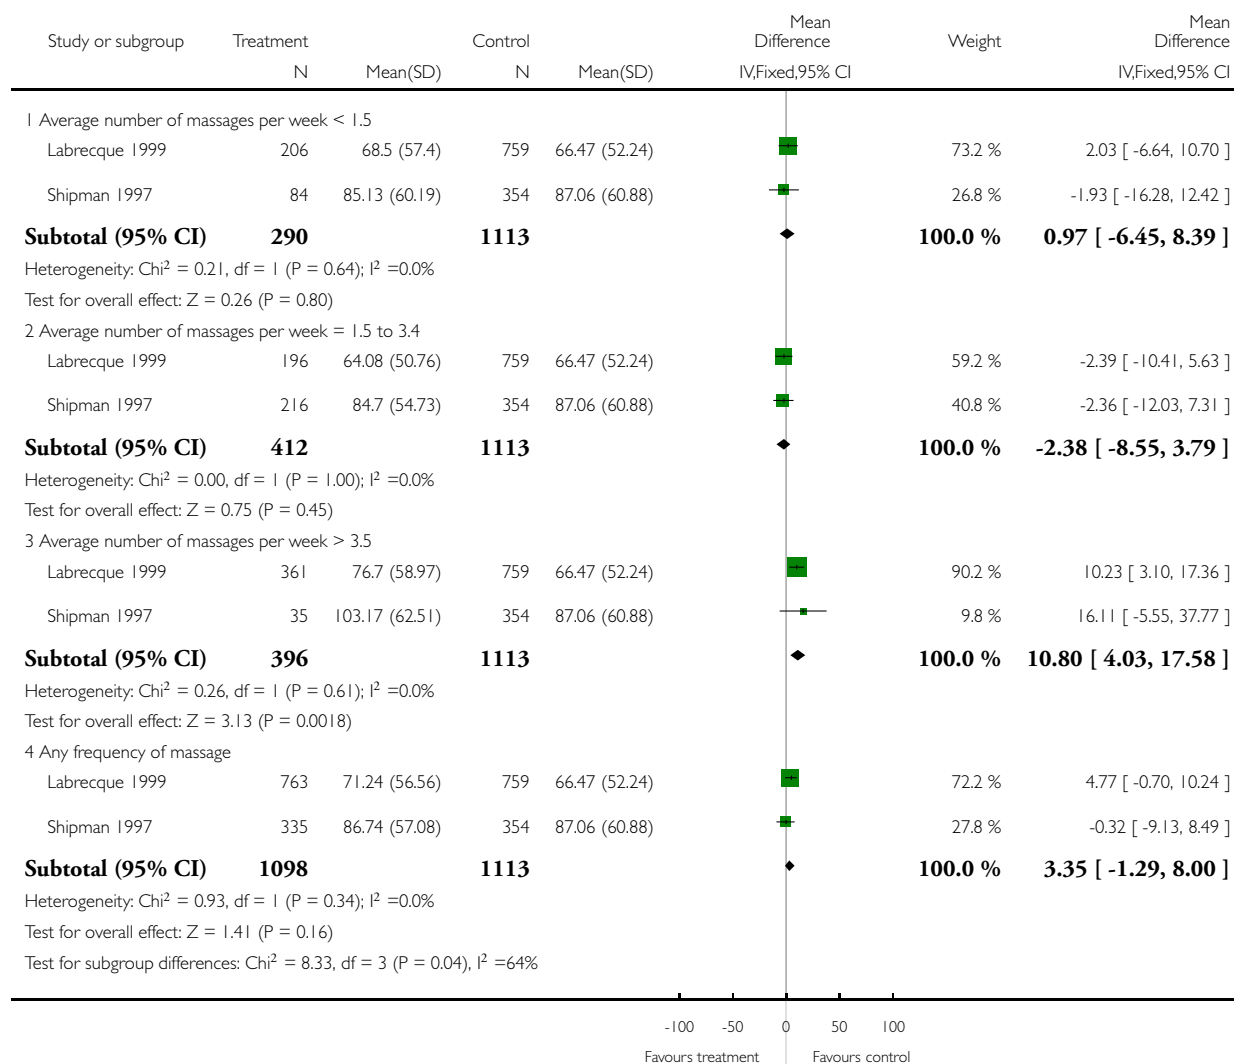 Mean Mean
Study or subgroup Treatment Control Difference Weight Difference
N Mean(SD) N Mean(SD) IV,Fixed,95% CI IV,Fixed,95% CI
1 Average number of massages per week < 1.5
Labrecque 1999 206 68.5 (57.4) 759 66.47 (52.24) 73.2 % 2.03 [ -6.64, 10.70 ]
Shipman 1997 84 85.13 (60.19) 354 87.06 (60.88) 26.8 % -1.93 [ -16.28, 12.42 ]
Subtotal (95% CI) 290 1113 100.0 % 0.97 [ -6.45, 8.39 ]
Heterogeneity: Chi² = 0.21, df = 1 (P = 0.64); I² =0.0%
Test for overall effect: Z = 0.26 (P = 0.80)
2 Average number of massages per week = 1.5 to 3.4
Labrecque 1999 196 64.08 (50.76) 759 66.47 (52.24) 59.2 % -2.39 [ -10.41, 5.63 ]
Shipman 1997 216 84.7 (54.73) 354 87.06 (60.88) 40.8 % -2.36 [ -12.03, 7.31 ]
Subtotal (95% CI) 412 1113 100.0 % -2.38 [ -8.55, 3.79 ]
Heterogeneity: Chi² = 0.00, df = 1 (P = 1.00); I² =0.0%
Test for overall effect: Z = 0.75 (P = 0.45)
3 Average number of massages per week > 3.5
Labrecque 1999 361 76.7 (58.97) 759 66.47 (52.24) 90.2 % 10.23 [ 3.10, 17.36 ]
Shipman 1997 35 103.17 (62.51) 354 87.06 (60.88) 9.8 % 16.11 [ -5.55, 37.77 ]
Subtotal (95% CI) 396 1113 100.0 % 10.80 [ 4.03, 17.58 ]
Heterogeneity: Chi² = 0.26, df = 1 (P = 0.61); I² =0.0%
Test for overall effect: Z = 3.13 (P = 0.0018)
4 Any frequency of massage
Labrecque 1999 763 71.24 (56.56) 759 66.47 (52.24) 72.2 % 4.77 [ -0.70, 10.24 ]
Shipman 1997 335 86.74 (57.08) 354 87.06 (60.88) 27.8 % -0.32 [ -9.13, 8.49 ]
Subtotal (95% CI) 1098 1113 100.0 % 3.35 [ -1.29, 8.00 ]
Heterogeneity: Chi² = 0.93, df = 1 (P = 0.34); I² =0.0%
Test for overall effect: Z = 1.41 (P = 0.16)
Test for subgroup differences: Chi² = 8.33, df = 3 (P = 0.04), I² =64%
-100 -50 0 50 100
Favours treatment Favours control